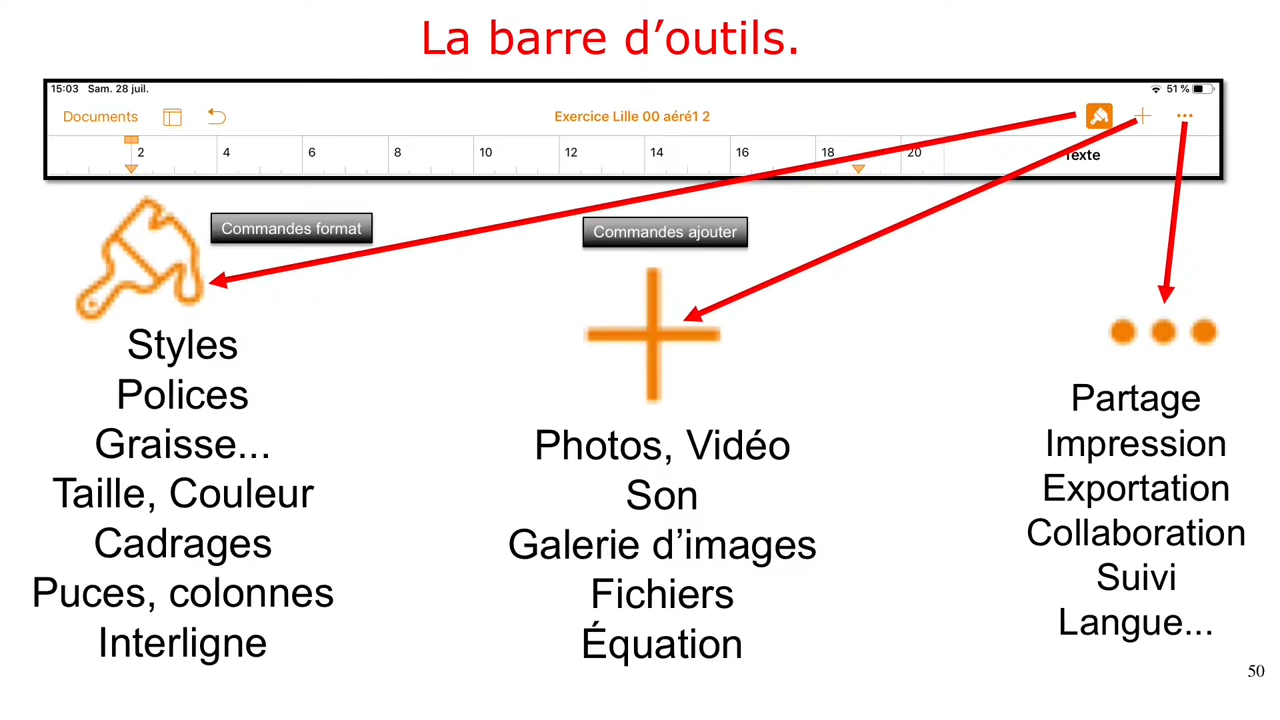 La barre d’outils.
15:03 Sam. 28 juil.
51 %
Documents
Exercice Lille 00 aéré1 2
2 4 6 8 10 12 14 16 18 20
Texte
Commandes format
Commandes ajouter
Styles
Polices
Graisse...
Taille, Couleur
Cadrages
Puces, colonnes
Interligne
Photos, Vidéo
Son
Galerie d’images
Fichiers
Équation
Partage
Impression
Exportation
Collaboration
Suivi
Langue...
50